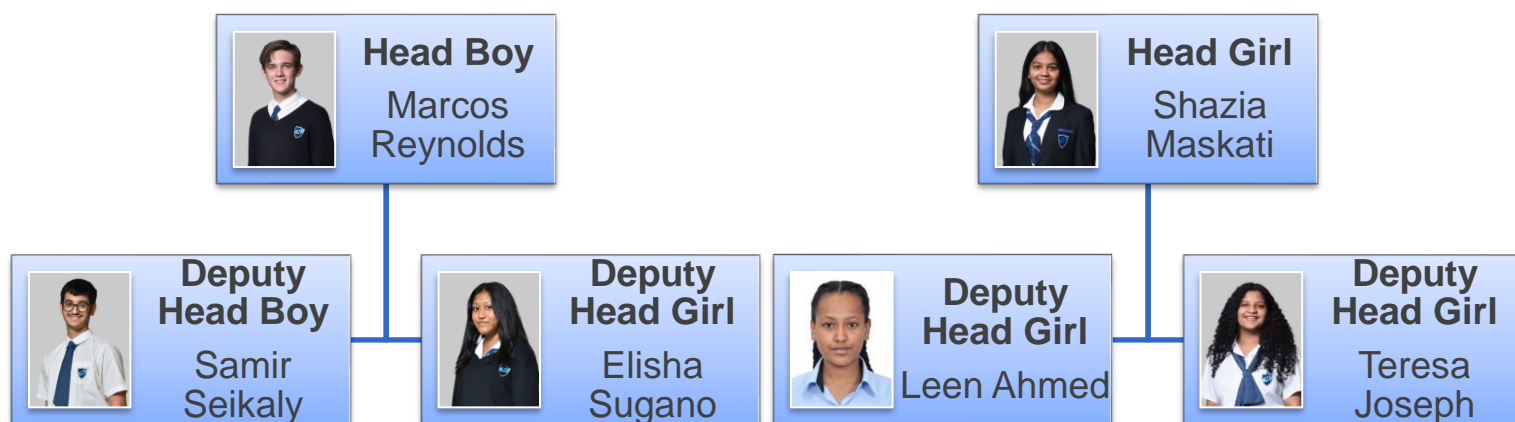 Head Boy
Marcos
Reynolds
Head Girl
Shazia
Maskati
Deputy
Head Boy
Samir
Seikaly
Deputy
Head Girl
Elisha
Sugano
Deputy
Head Girl
Leen Ahmed
Deputy
Head Girl
Teresa
Joseph